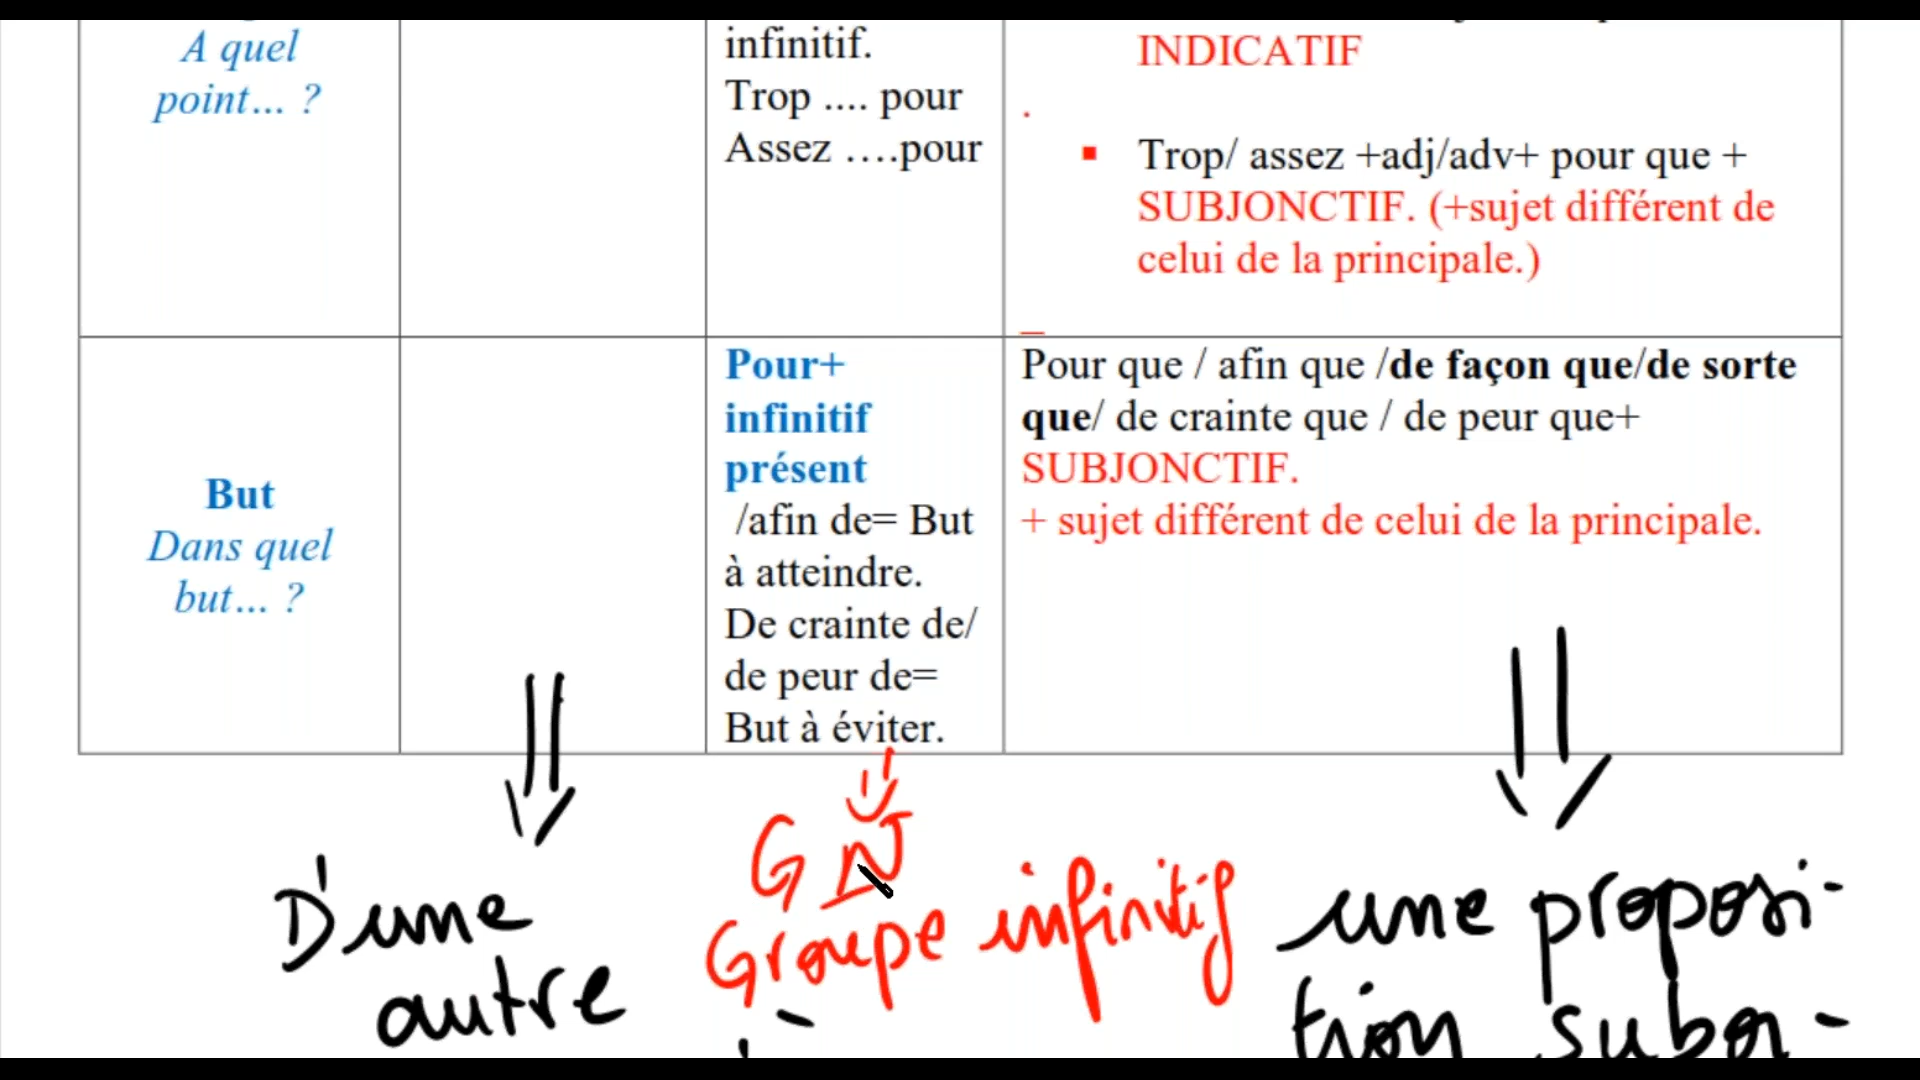 A quel
point… ?
infinitif.
Trop .... pour
Assez ….pour
INDICATIF
.
▪ Trop/ assez +adj/adv+ pour que +
SUBJONCTIF. (+sujet différent de
celui de la principale.)
_
But
Dans quel
but… ?
Pour+
infinitif
présent
/afin de= But
à atteindre.
De crainte de/
de peur de=
But à éviter.
Pour que / afin que /de façon que/de sorte
que/ de crainte que / de peur que+
SUBJONCTIF.
+ sujet différent de celui de la principale.
D'une
autre
G N
Groupe infinitif
une proposi-
tion subor-